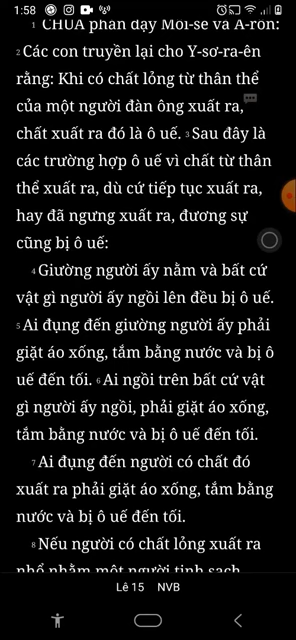 1:58
1 CHÚA phán dạy Môi-se và A-rôn:
2 Các con truyền lại cho Y-sơ-ra-ên
rằng: Khi có chất lỏng từ thân thể
của một người đàn ông xuất ra,
chất xuất ra đó là ô uế. 3 Sau đây là
các trường hợp ô uế vì chất từ thân
thể xuất ra, dù cứ tiếp tục xuất ra,
hay đã ngưng xuất ra, đương sự
cũng bị ô uế:
4 Giường người ấy nằm và bất cứ
vật gì người ấy ngồi lên đều bị ô uế.
5 Ai đụng đến giường người ấy phải
giặt áo xống, tắm bằng nước và bị ô
uế đến tối. 6 Ai ngồi trên bất cứ vật
gì người ấy ngồi, phải giặt áo xống,
tắm bằng nước và bị ô uế đến tối.
7 Ai đụng đến người có chất đó
xuất ra phải giặt áo xống, tắm bằng
nước và bị ô uế đến tối.
8 Nếu người có chất lỏng xuất ra
nhổ nhằm một người tinh sạch
Lê 15 NVB